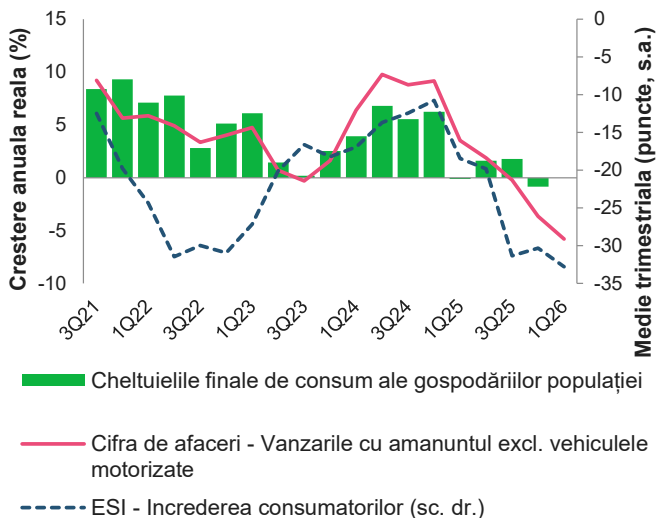 Crestere anuala reala (%)
15
10
5
0
-5
-10
0
-5
-10
-15
-20
-25
-30
-35
Medie trimestriala (puncte, s.a.)
3Q21
1Q22
3Q22
1Q23
3Q23
1Q24
3Q24
1Q25
3Q25
1Q26
Cheltuielile finale de consum ale gospodăriilor populației
Cifra de afaceri - Vanzarile cu amanuntul excl. vehiculele
motorizate
ESI - Increderea consumatorilor (sc. dr.)